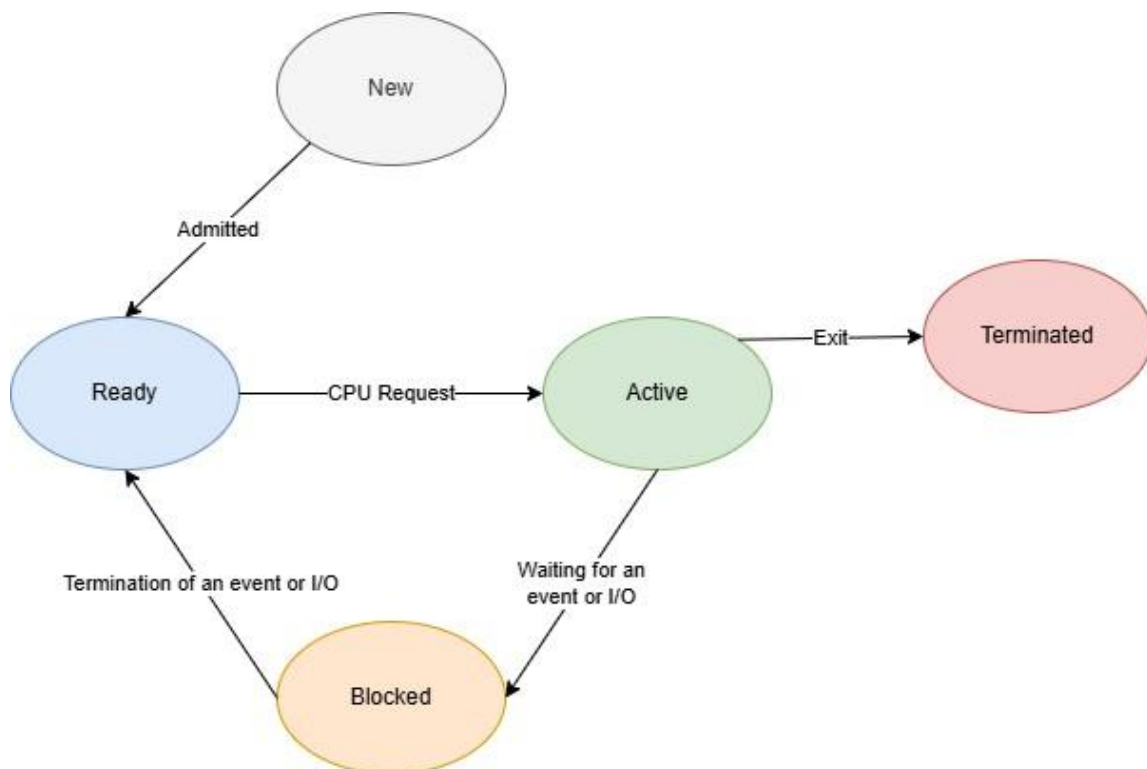 New
Admitted
Ready
CPU Request
Active
Exit
Terminated
Termination of an event or I/O
Waiting for an
event or I/O
Blocked